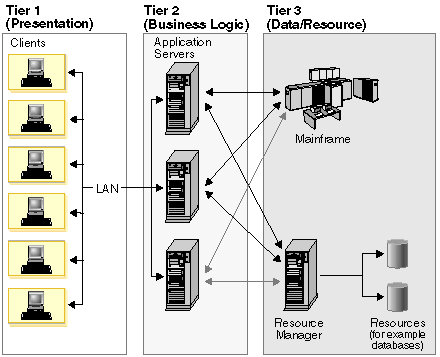 Tier 1
(Presentation)
Tier 2
(Business Logic)
Tier 3
(Data/Resource)
Clients
Application
Servers
LAN
Mainframe
Resource
Manager
Resources
(for example
databases)